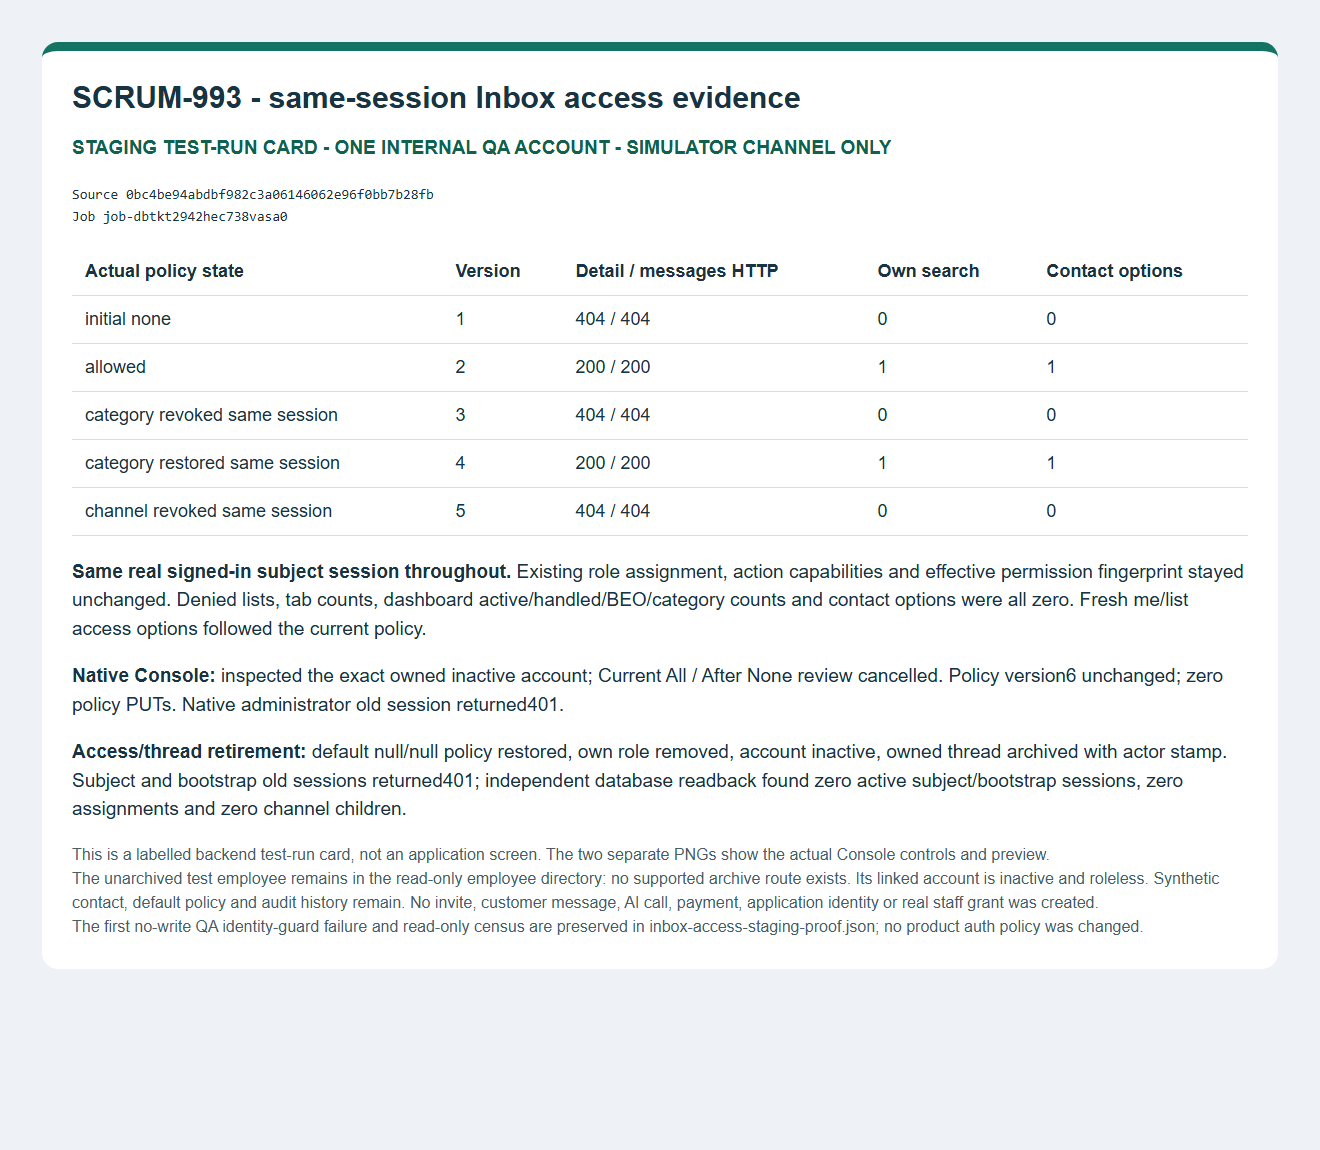 SCRUM-993 - same-session Inbox access evidence
STAGING TEST-RUN CARD - ONE INTERNAL QA ACCOUNT - SIMULATOR CHANNEL ONLY
Source 0bc4be94abdbf982c3a06146062e96f0bb7b28fb
Job job-dbtkt2942hec738vasa0
Actual policy state Version Detail / messages HTTP Own search Contact options
initial none 1 404 / 404 0 0
allowed 2 200 / 200 1 1
category revoked same session 3 404 / 404 0 0
category restored same session 4 200 / 200 1 1
channel revoked same session 5 404 / 404 0 0
Same real signed-in subject session throughout. Existing role assignment, action capabilities and effective permission fingerprint stayed
unchanged. Denied lists, tab counts, dashboard active/handled/BEO/category counts and contact options were all zero. Fresh me/list
access options followed the current policy.
Native Console: inspected the exact owned inactive account; Current All / After None review cancelled. Policy version6 unchanged; zero
policy PUTs. Native administrator old session returned401.
Access/thread retirement: default null/null policy restored, own role removed, account inactive, owned thread archived with actor stamp.
Subject and bootstrap old sessions returned401; independent database readback found zero active subject/bootstrap sessions, zero
assignments and zero channel children.
This is a labelled backend test-run card, not an application screen. The two separate PNGs show the actual Console controls and preview.
The unarchived test employee remains in the read-only employee directory: no supported archive route exists. Its linked account is inactive and roleless. Synthetic
contact, default policy and audit history remain. No invite, customer message, AI call, payment, application identity or real staff grant was created.
The first no-write QA identity-guard failure and read-only census are preserved in inbox-access-staging-proof.json; no product auth policy was changed.